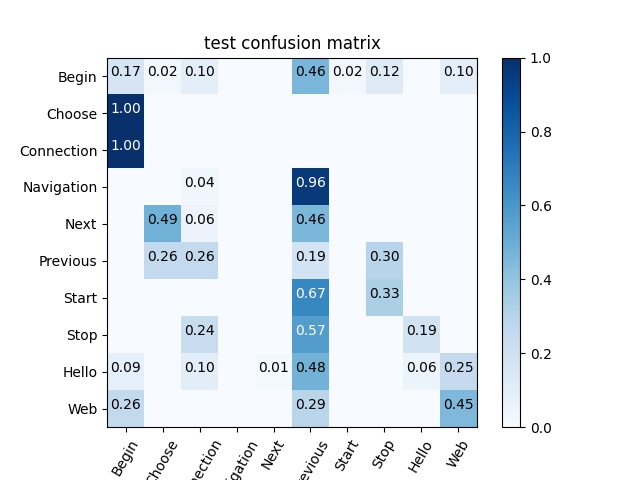 test confusion matrix
Begin 0.17 0.02 0.10 0.46 0.02 0.12 0.10
Choose 1.00
Connection 1.00
Navigation 0.04 0.96
Next 0.49 0.06 0.46
Previous 0.26 0.26 0.19 0.30
Start 0.67 0.33
Stop 0.24 0.57 0.19
Hello 0.09 0.10 0.01 0.48 0.06 0.25
Web 0.26 0.29 0.45
Begin hoose ection gation Next evious Start Stop Hello Web
1.0
0.8
0.6
0.4
0.2
0.0